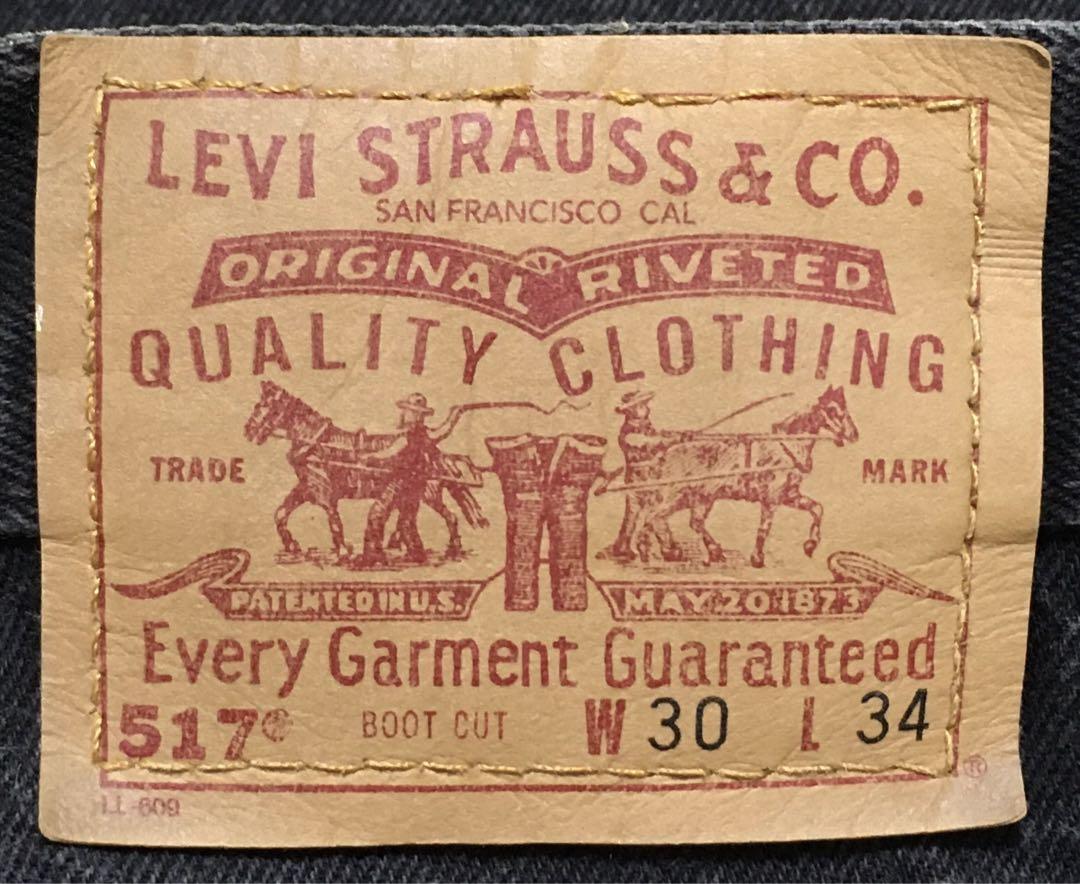 LEVI STRAUSS & CO.
SAN FRANCISCO CAL
ORIGINAL RIVETED
QUALITY CLOTHING
TRADE MARK
PATENTED IN U.S. MAY 20 1873
Every Garment Guaranteed
517® BOOT CUT W 30 L 34
®
LL-609